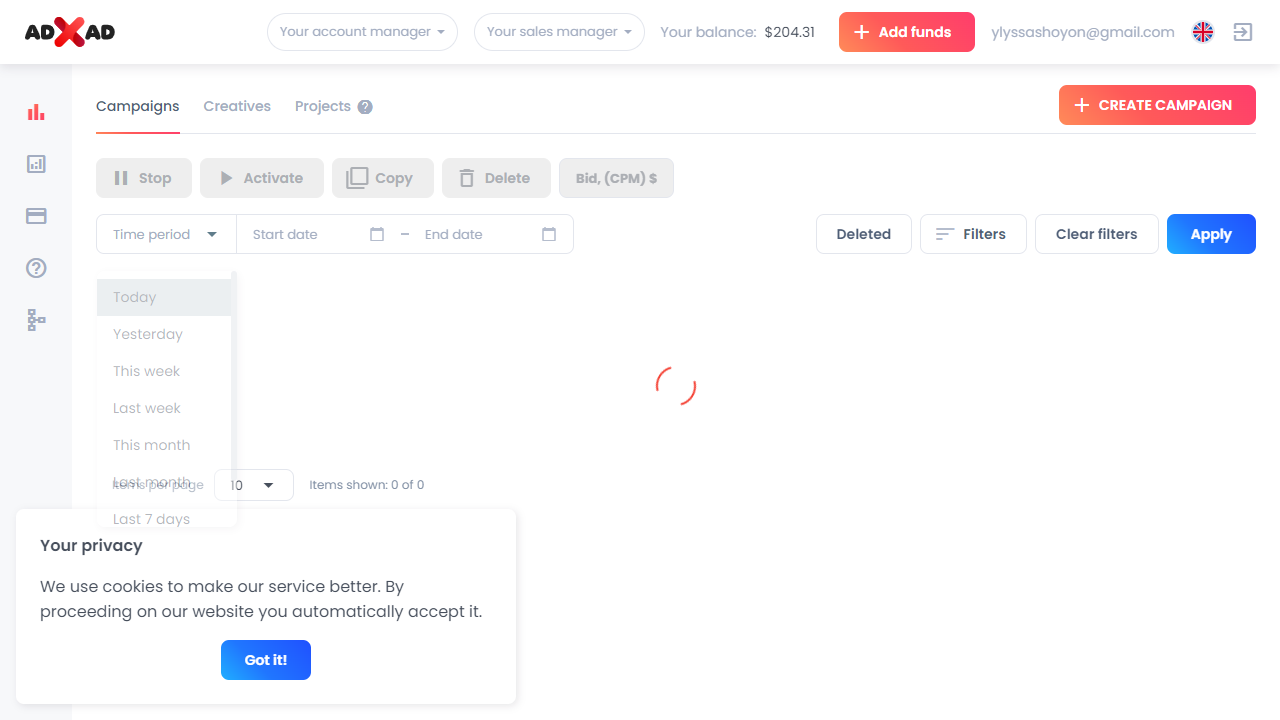 ADXAD
Your account manager
Your sales manager
Your balance: $204.31
Add funds
ylyssashoyon@gmail.com
Campaigns
Creatives
Projects
CREATE CAMPAIGN
Stop
Activate
Copy
Delete
Bid, (CPM) $
Time period
Start date
End date
Deleted
Filters
Clear filters
Apply
Today
Yesterday
This week
Last week
This month
Last month
Items per page
10
Items shown: 0 of 0
Last 7 days
Your privacy
We use cookies to make our service better. By
proceeding on our website you automatically accept it.
Got it!